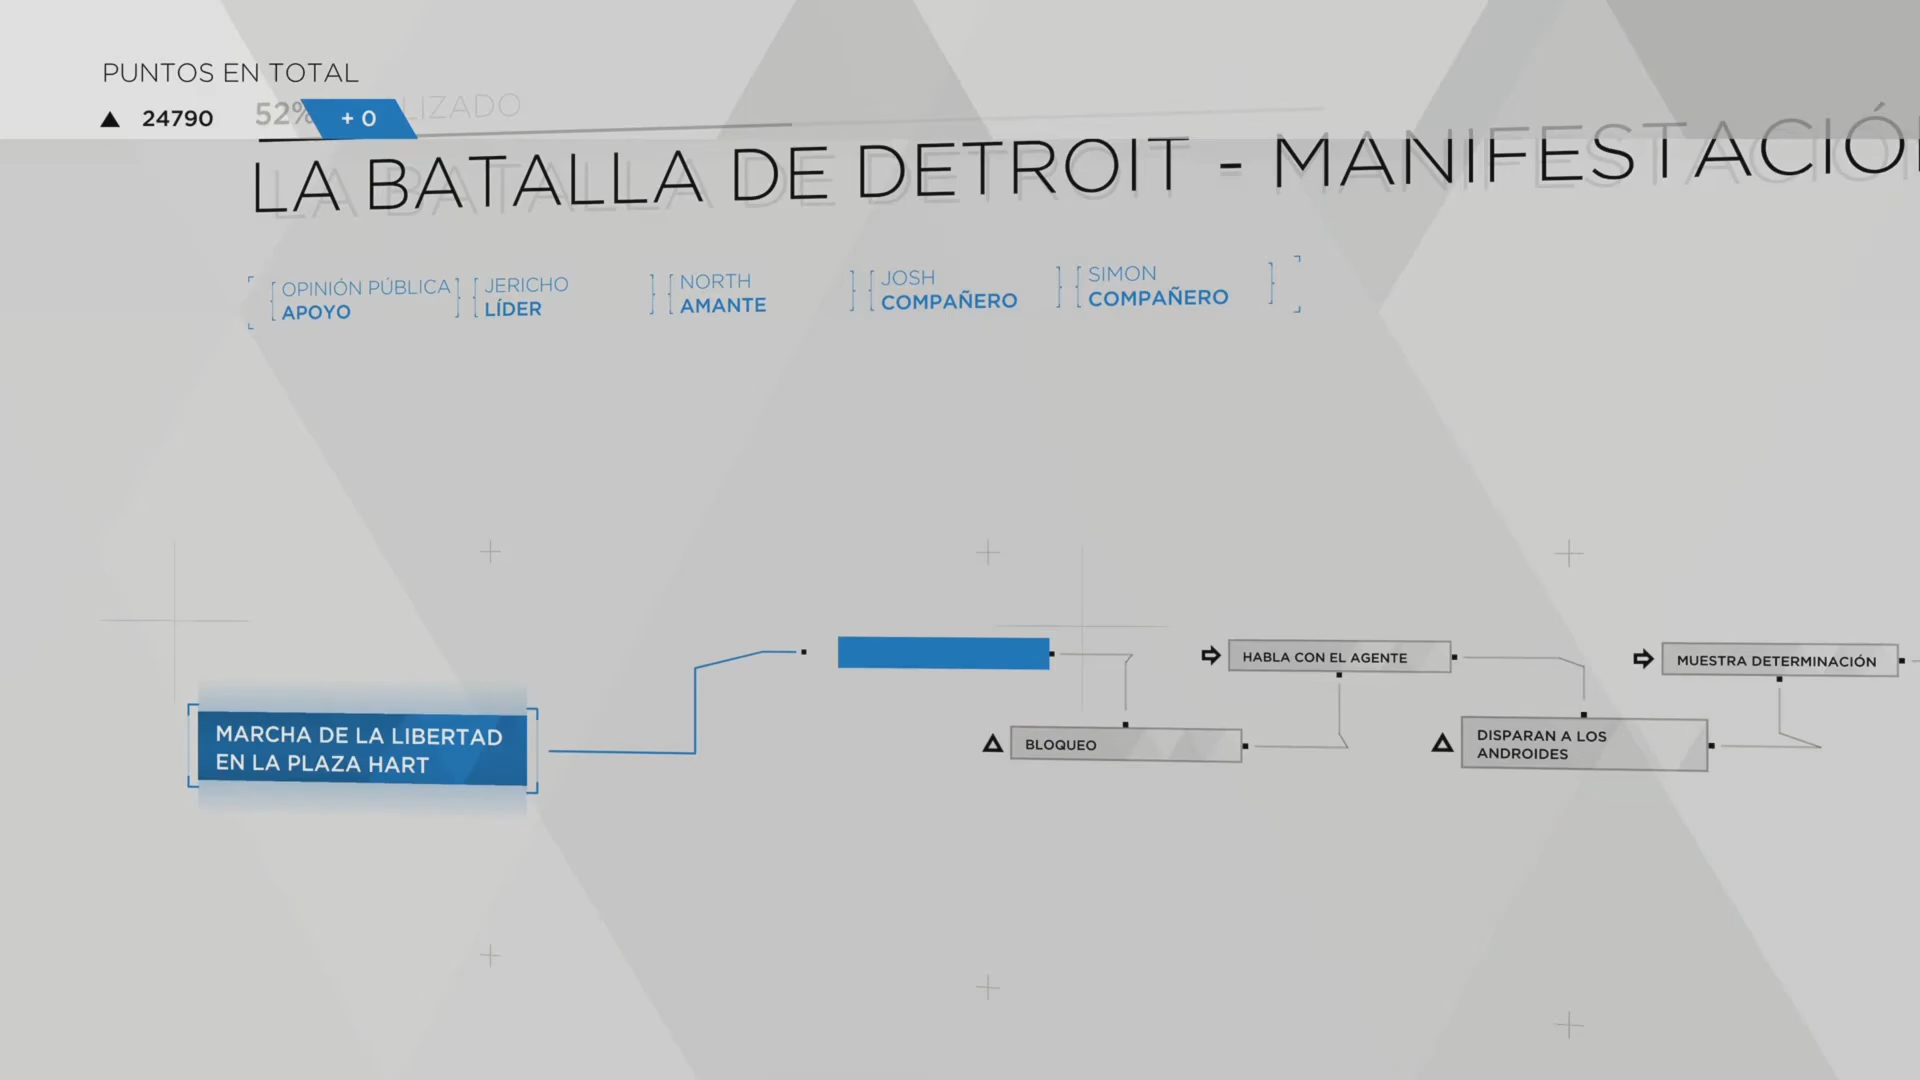 PUNTOS EN TOTAL
24790
52%
+ 0
LA BATALLA DE DETROIT - MANIFESTACIÓN
OPINIÓN PÚBLICA
APOYO
JERICHO
LÍDER
NORTH
AMANTE
JOSH
COMPAÑERO
SIMON
COMPAÑERO
MARCHA DE LA LIBERTAD
EN LA PLAZA HART
BLOQUEO
HABLA CON EL AGENTE
DISPARAN A LOS
ANDROIDES
MUESTRA DETERMINACIÓN